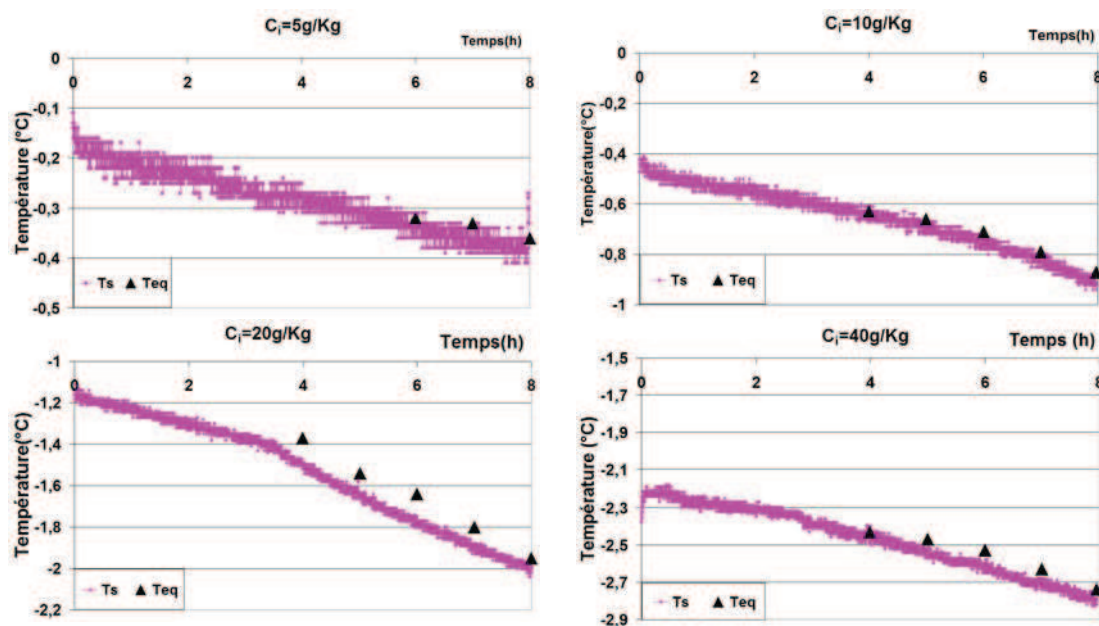 Cᵢ=5g/Kg
Temps(h)
0 2 4 6 8
0
-0,1
-0,2
-0,3
-0,4
-0,5
Température (°C)
Ts Teq
Cᵢ=10g/Kg
Temps(h)
0 2 4 6 8
0
-0,2
-0,4
-0,6
-0,8
-1
Température(°C)
Ts Teq
Cᵢ=20g/Kg
Temps(h)
0 2 4 6 8
-1
-1,2
-1,4
-1,6
-1,8
-2
-2,2
Température(°C)
Ts Teq
Cᵢ=40g/Kg
Temps (h)
0 2 4 6 8
-1,5
-1,7
-1,9
-2,1
-2,3
-2,5
-2,7
-2,9
Température (°C)
Ts Teq